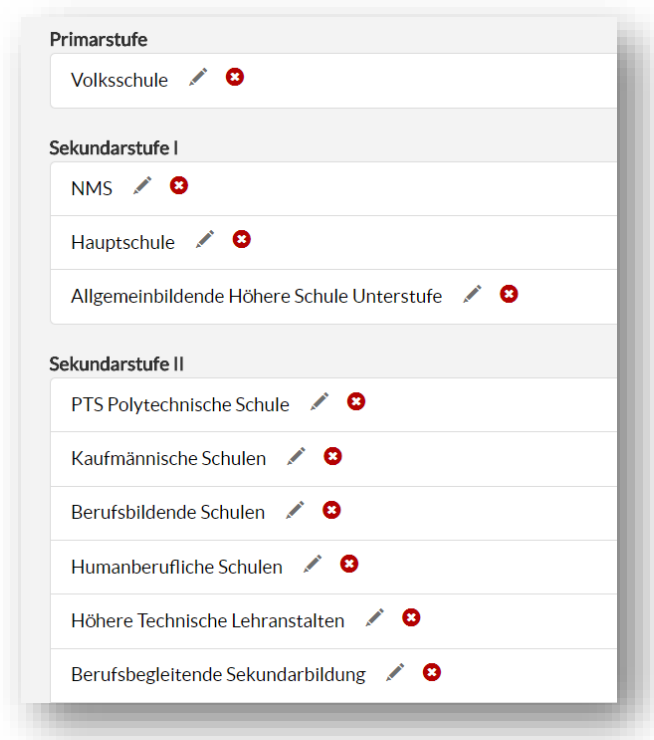 Primarstufe
Volksschule
Sekundarstufe I
NMS
Hauptschule
Allgemeinbildende Höhere Schule Unterstufe
Sekundarstufe II
PTS Polytechnische Schule
Kaufmännische Schulen
Berufsbildende Schulen
Humanberufliche Schulen
Höhere Technische Lehranstalten
Berufsbegleitende Sekundarbildung